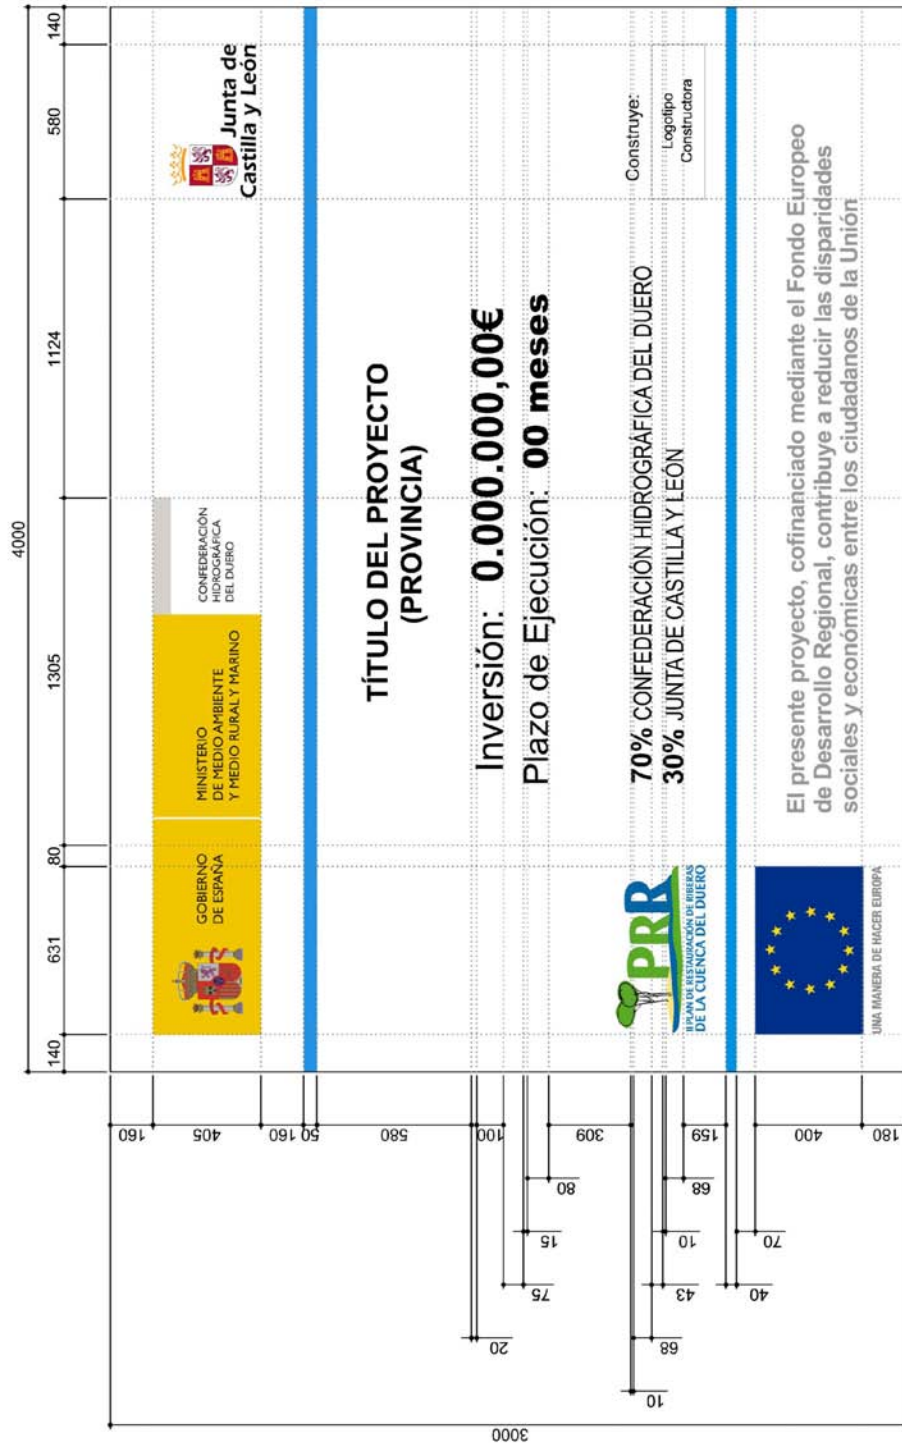 4000
140
631
80
1305
1124
580
140
GOBIERNO
DE ESPAÑA
MINISTERIO
DE MEDIO AMBIENTE
Y MEDIO RURAL Y MARINO
CONFEDERACIÓN
HIDROGRÁFICA
DEL DUERO
Junta de
Castilla y León
TÍTULO DEL PROYECTO
(PROVINCIA)
Inversión: 0.000.000,00€
Plazo de Ejecución: 00 meses
70% CONFEDERACIÓN HIDROGRÁFICA DEL DUERO
30% JUNTA DE CASTILLA Y LEÓN
Construye:
Logotipo
Constructora
PRR
II PLAN DE RESTAURACIÓN DE RIBERAS
DE LA CUENCA DEL DUERO
El presente proyecto, cofinanciado mediante el Fondo Europeo
de Desarrollo Regional, contribuye a reducir las disparidades
sociales y económicas entre los ciudadanos de la Unión
UNA MANERA DE HACER EUROPA
160
405
160
50
580
100
309
159
400
180
80
68
15
10
70
75
43
40
20
68
10
3000